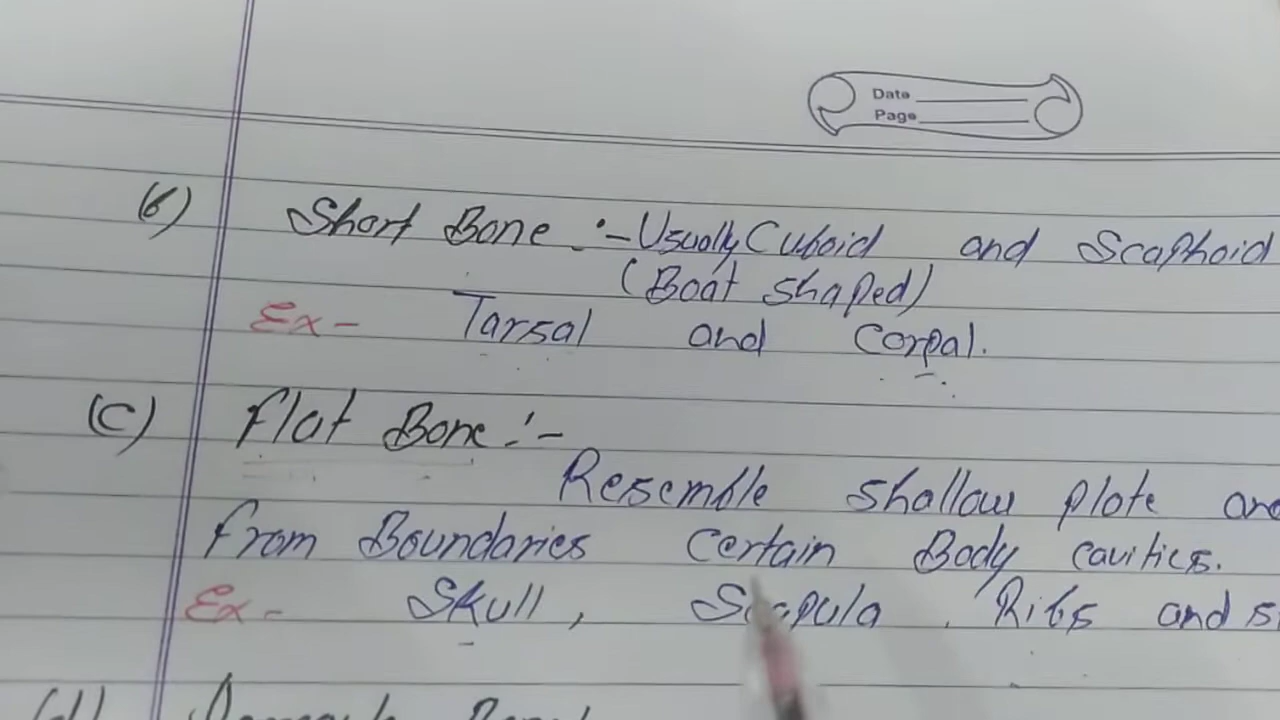 Date
Page
(b) Short Bone :- Usually Cuboid and Scaphoid
(Boat shaped)
Ex- Tarsal and Corpal.
(C) Flat Bone :-
Resemble shallow plate and
From Boundaries Certain Body cavities.
Ex- Skull, Scapula, Ribs and s
(d)